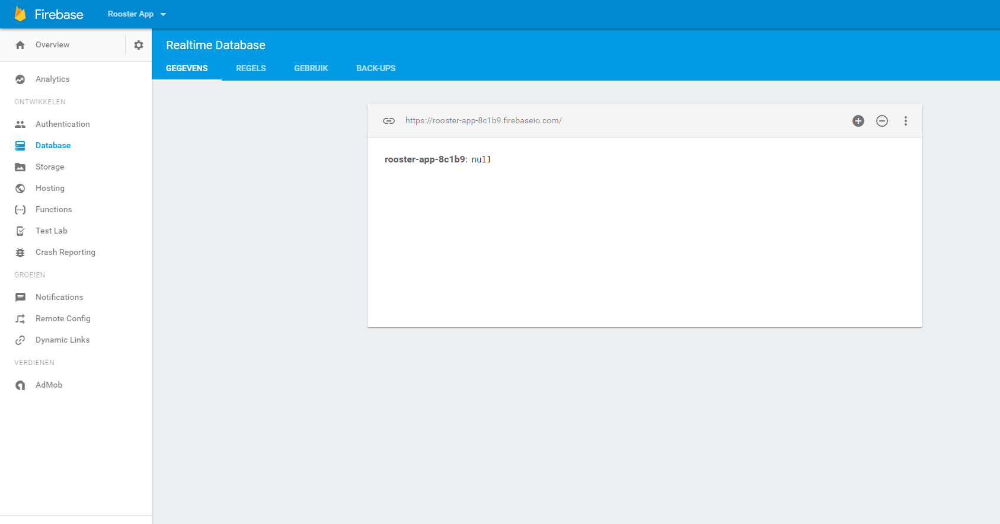 Firebase
Rooster App
Overview
Analytics
ONTWIKKELEN
Authentication
Database
Storage
Hosting
Functions
Test Lab
Crash Reporting
GROEIEN
Notifications
Remote Config
Dynamic Links
VERDIENEN
AdMob
Realtime Database
GEGEVENS REGELS GEBRUIK BACK-UPS
https://rooster-app-8c1b9.firebaseio.com/
rooster-app-8c1b9: null